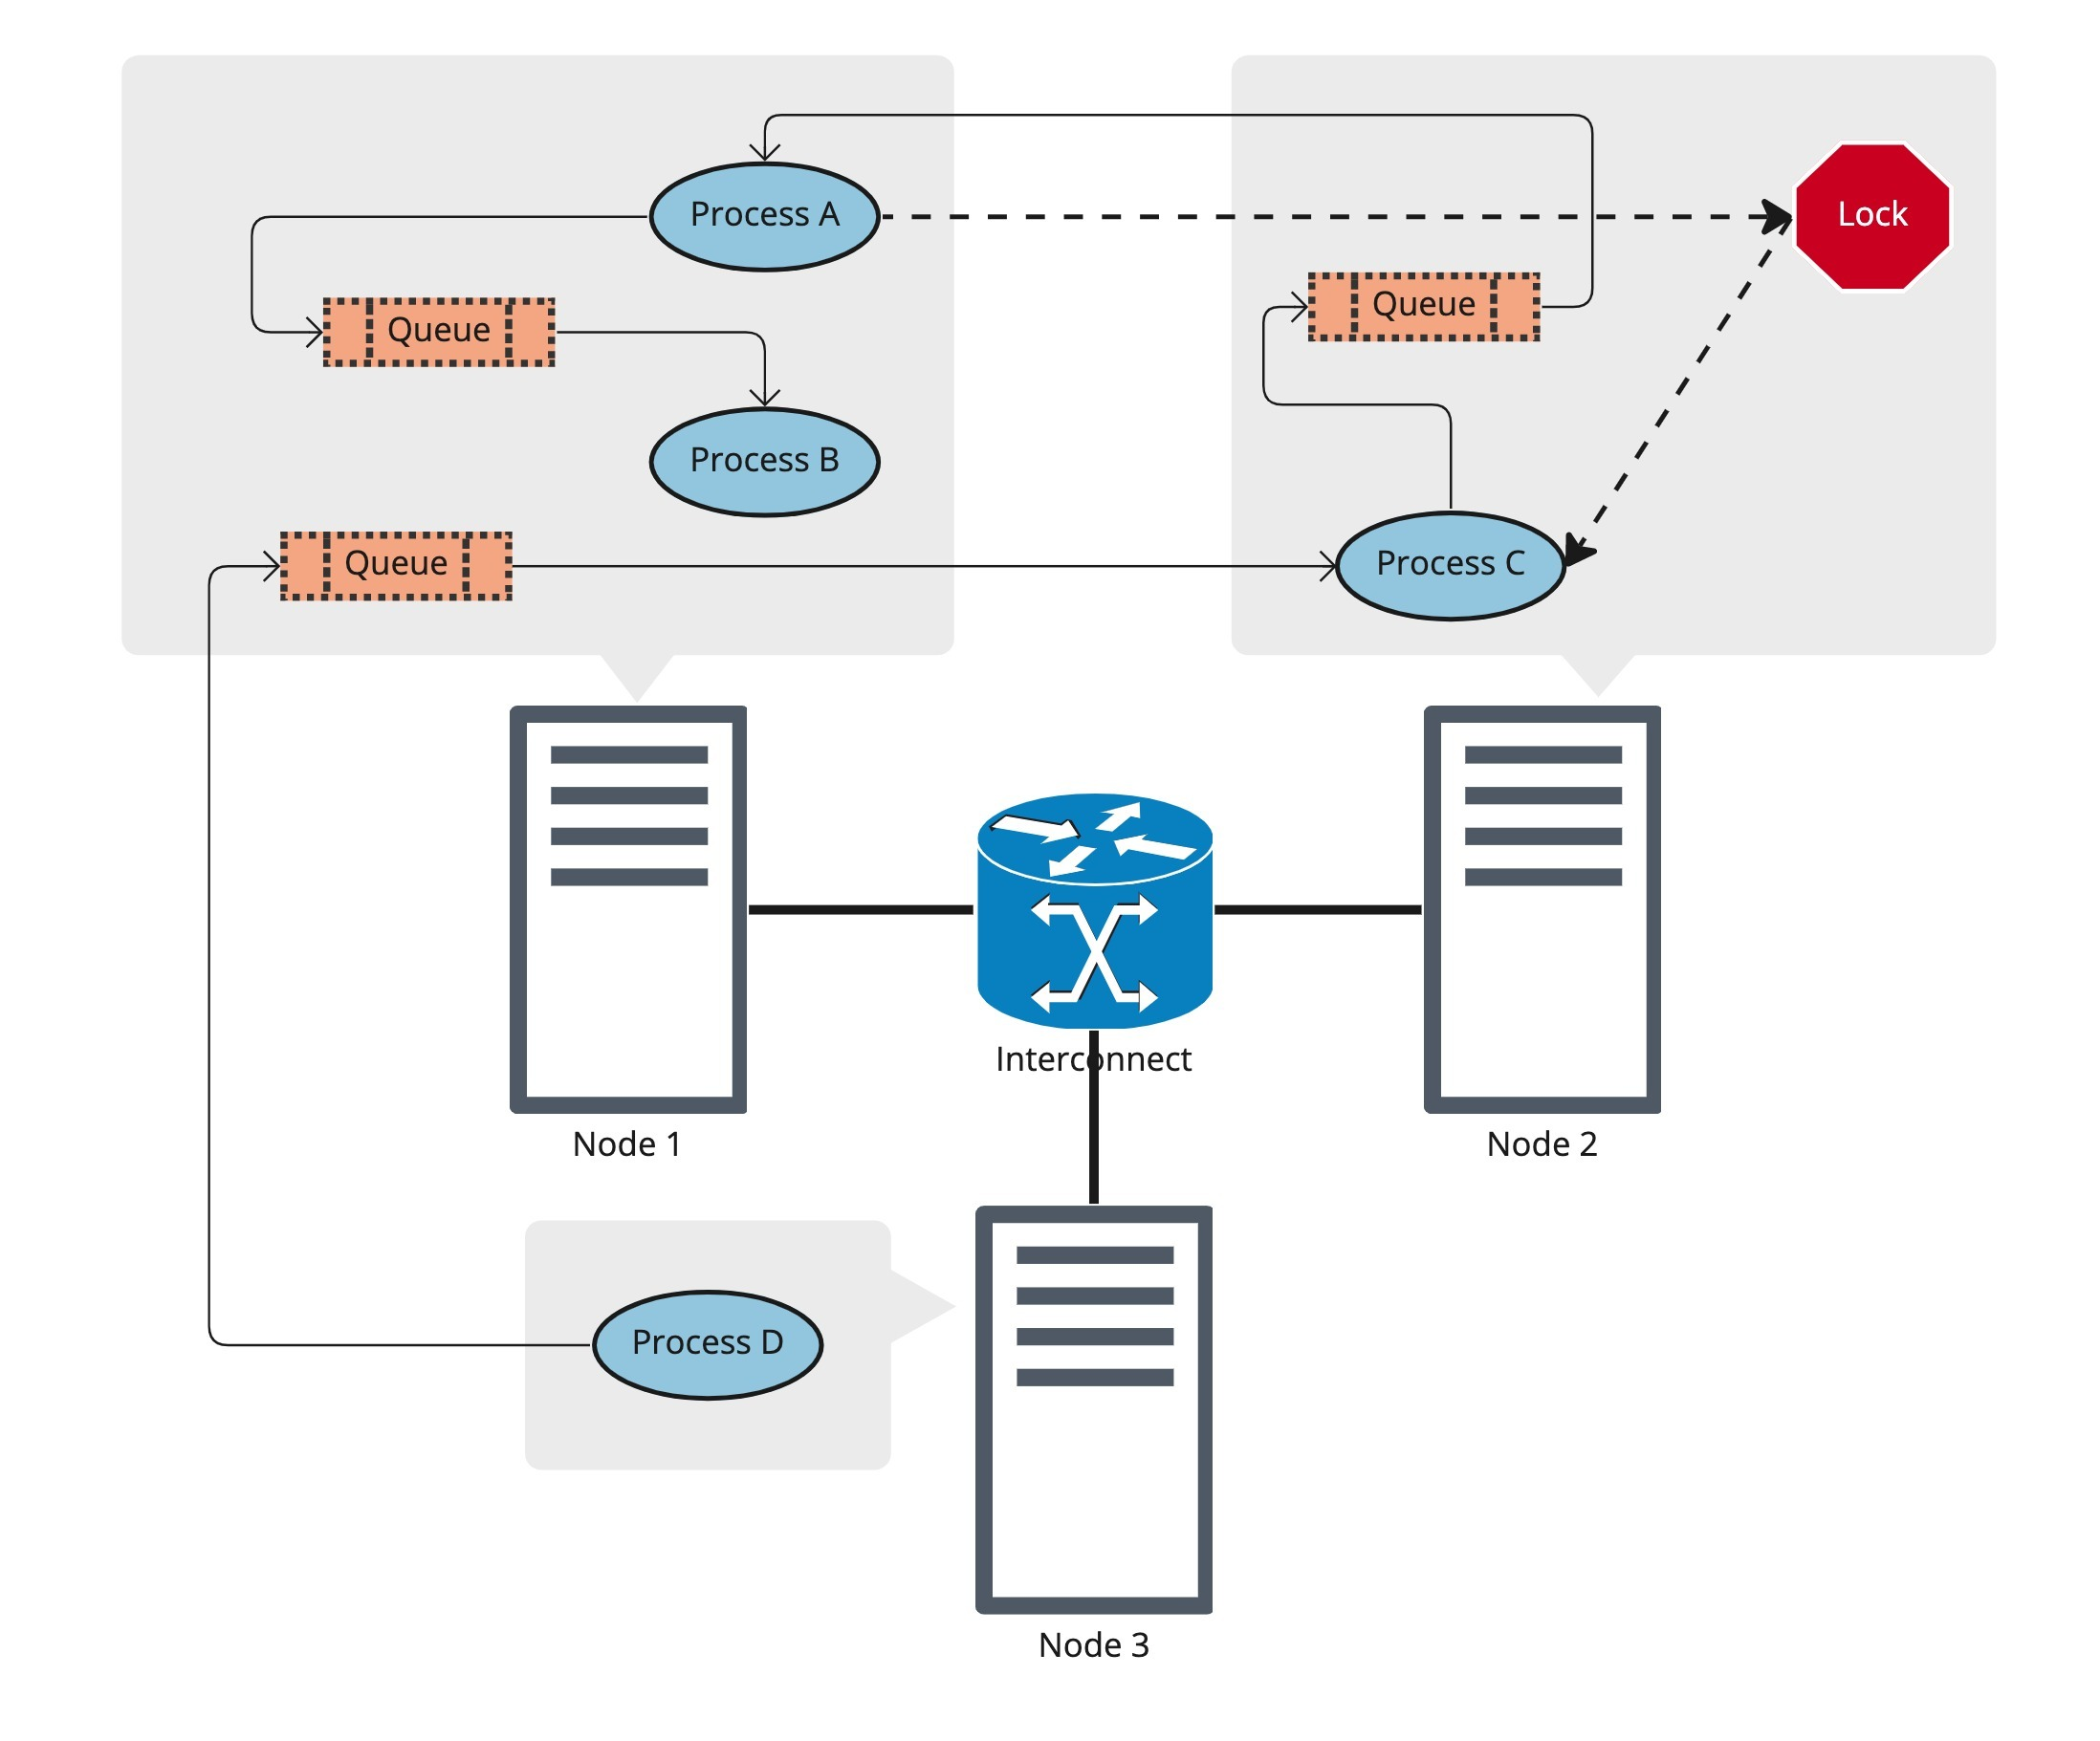 Process A
Lock
Queue
Queue
Process B
Queue
Process C
Interconnect
Node 1
Node 2
Process D
Node 3